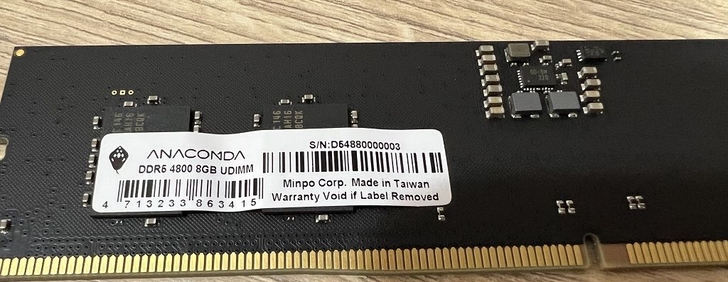 ANACONDA
DDR5 4800 8GB UDIMM
4 713233 863415
S/N:D54880000003
Minpo Corp. Made in Taiwan
Warranty Void if Label Removed